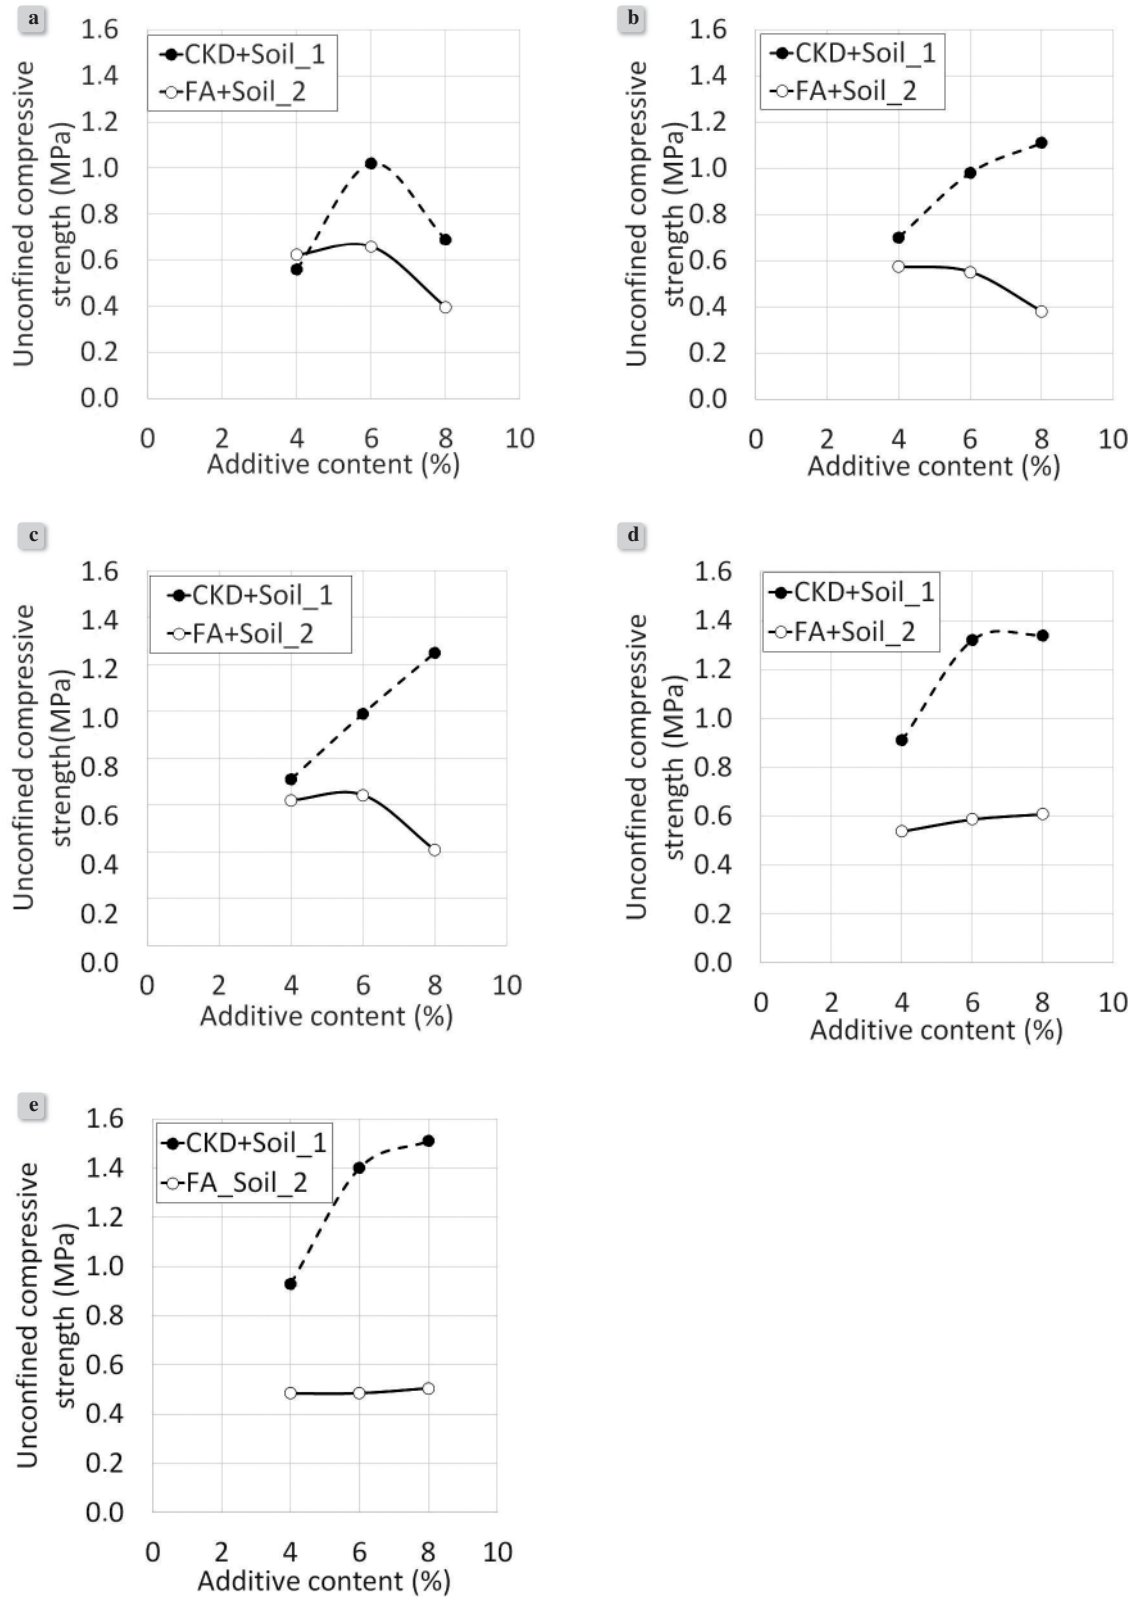 a
Unconfined compressive
strength (MPa)
1.6
1.4
1.2
1.0
0.8
0.6
0.4
0.2
0.0
CKD+Soil_1
FA+Soil_2
0 2 4 6 8 10
Additive content (%)
b
Unconfined compressive
strength (MPa)
1.6
1.4
1.2
1.0
0.8
0.6
0.4
0.2
0.0
CKD+Soil_1
FA+Soil_2
0 2 4 6 8 10
Additive content (%)
c
Unconfined compressive
strength(MPa)
1.6
1.4
1.2
1.0
0.8
0.6
0.4
0.2
0.0
CKD+Soil_1
FA+Soil_2
0 2 4 6 8 10
Additive content (%)
d
Unconfined compressive
strength (MPa)
1.6
1.4
1.2
1.0
0.8
0.6
0.4
0.2
0.0
CKD+Soil_1
FA+Soil_2
0 2 4 6 8 10
Additive content (%)
e
Unconfined compressive
strength (MPa)
1.6
1.4
1.2
1.0
0.8
0.6
0.4
0.2
0.0
CKD+Soil_1
FA_Soil_2
0 2 4 6 8 10
Additive content (%)